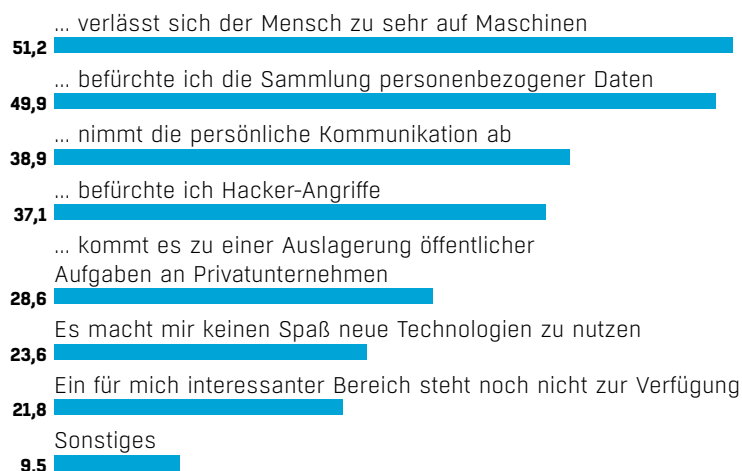 ... verlässt sich der Mensch zu sehr auf Maschinen
51,2
... befürchte ich die Sammlung personenbezogener Daten
49,9
... nimmt die persönliche Kommunikation ab
38,9
... befürchte ich Hacker-Angriffe
37,1
... kommt es zu einer Auslagerung öffentlicher
Aufgaben an Privatunternehmen
28,6
Es macht mir keinen Spaß neue Technologien zu nutzen
23,6
Ein für mich interessanter Bereich steht noch nicht zur Verfügung
21,8
Sonstiges
9,5